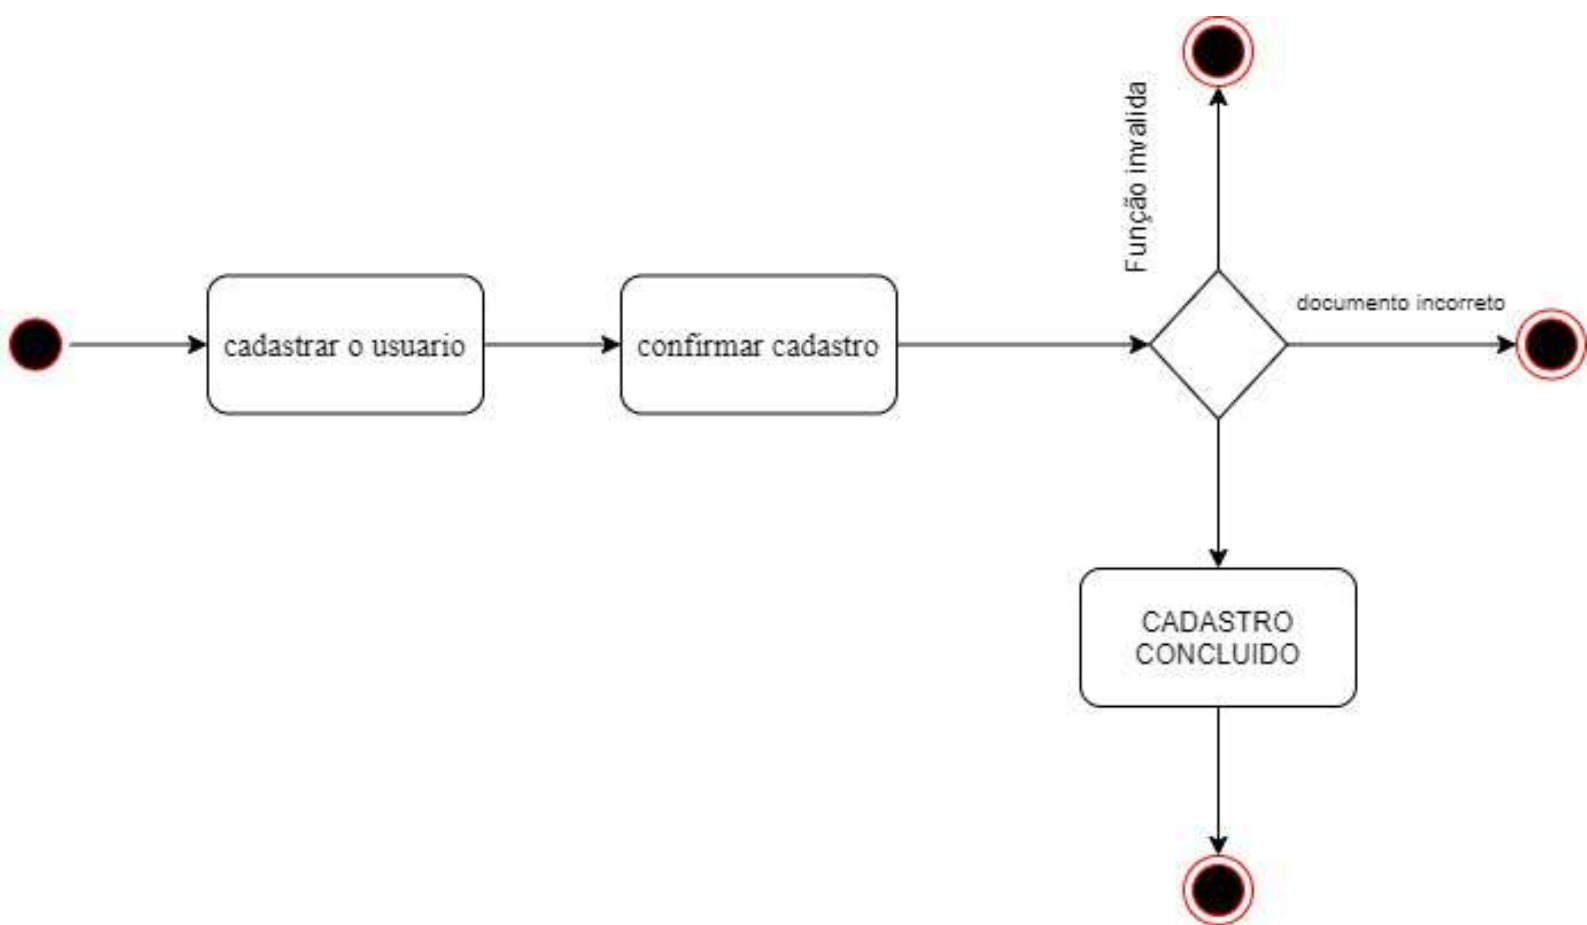 Função invalida
documento incorreto
cadastrar o usuario
confirmar cadastro
CADASTRO
CONCLUIDO